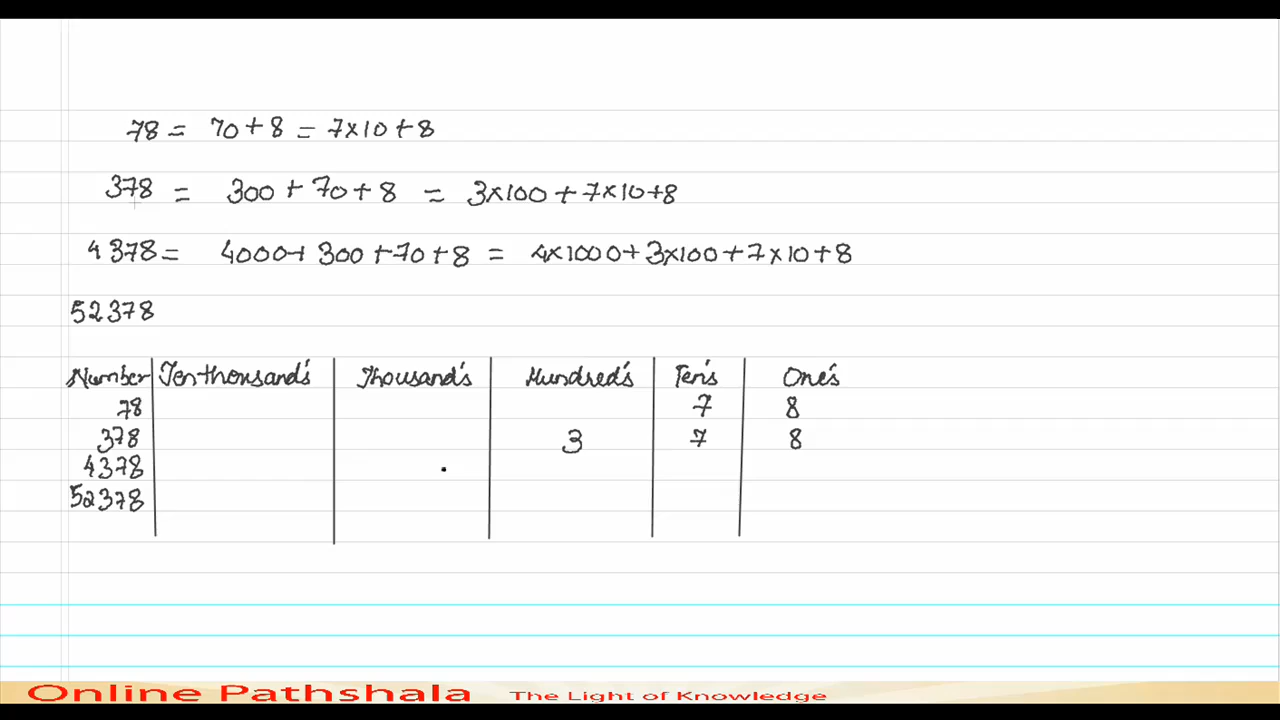 78 = 70+8 = 7×10+8
378 = 300+70+8 = 3×100+7×10+8
4378 = 4000+300+70+8 = 4×1000+3×100+7×10+8
52378
Number Ten thousand's Thousand's Hundred's Ten's One's
78 7 8
378 3 7 8
4378
52378
Online Pathshala The Light of Knowledge